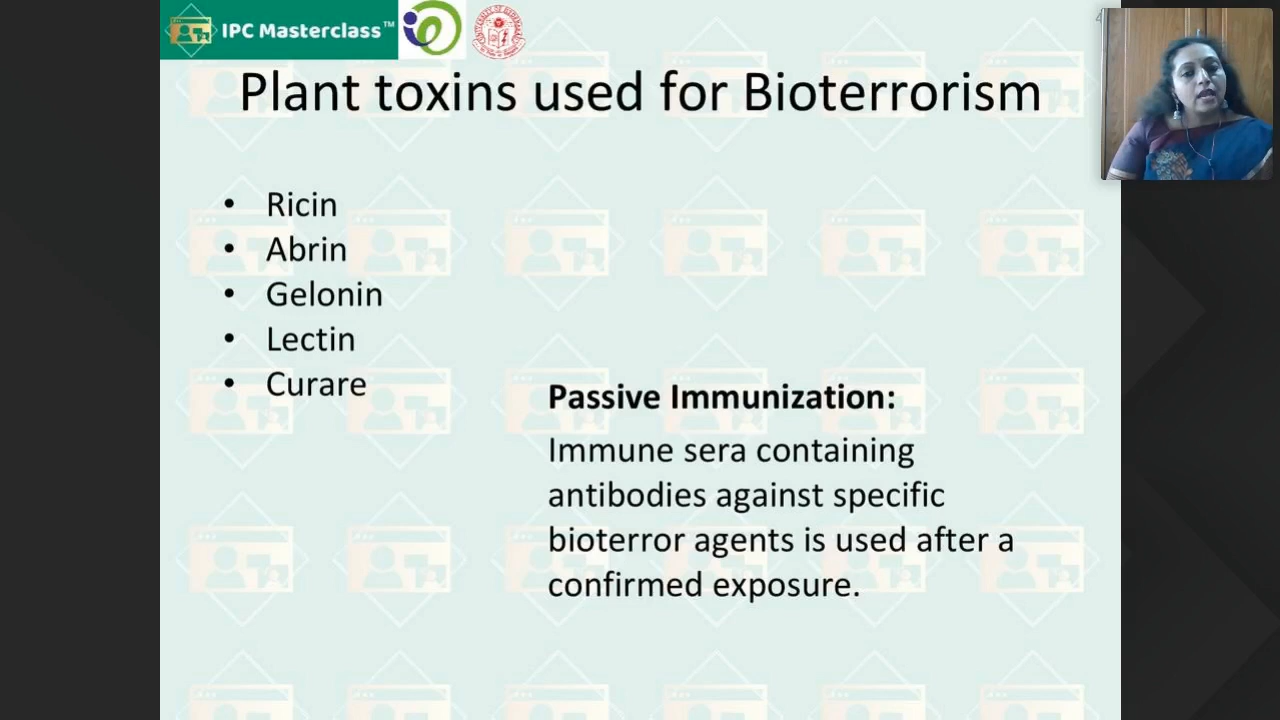 IPC Masterclass™
Plant toxins used for Bioterrorism
• Ricin
• Abrin
• Gelonin
• Lectin
• Curare
Passive Immunization:
Immune sera containing
antibodies against specific
bioterror agents is used after a
confirmed exposure.